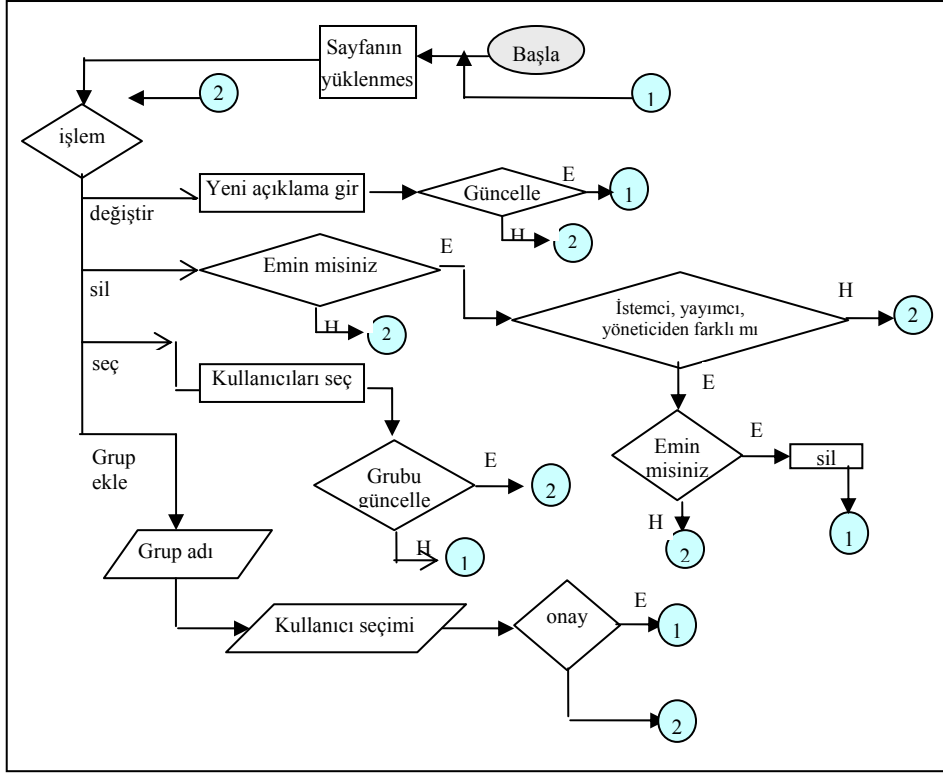 Başla
Sayfanın
yüklenmes
1
2
işlem
değiştir
Yeni açıklama gir
Güncelle
E
1
H
2
sil
Emin misiniz
E
H
2
İstemci, yayımcı,
yöneticiden farklı mı
H
2
E
seç
Kullanıcıları seç
Grubu
güncelle
E
2
H
1
Emin
misiniz
E
sil
1
H
2
Grup
ekle
Grup adı
Kullanıcı seçimi
onay
E
1
2